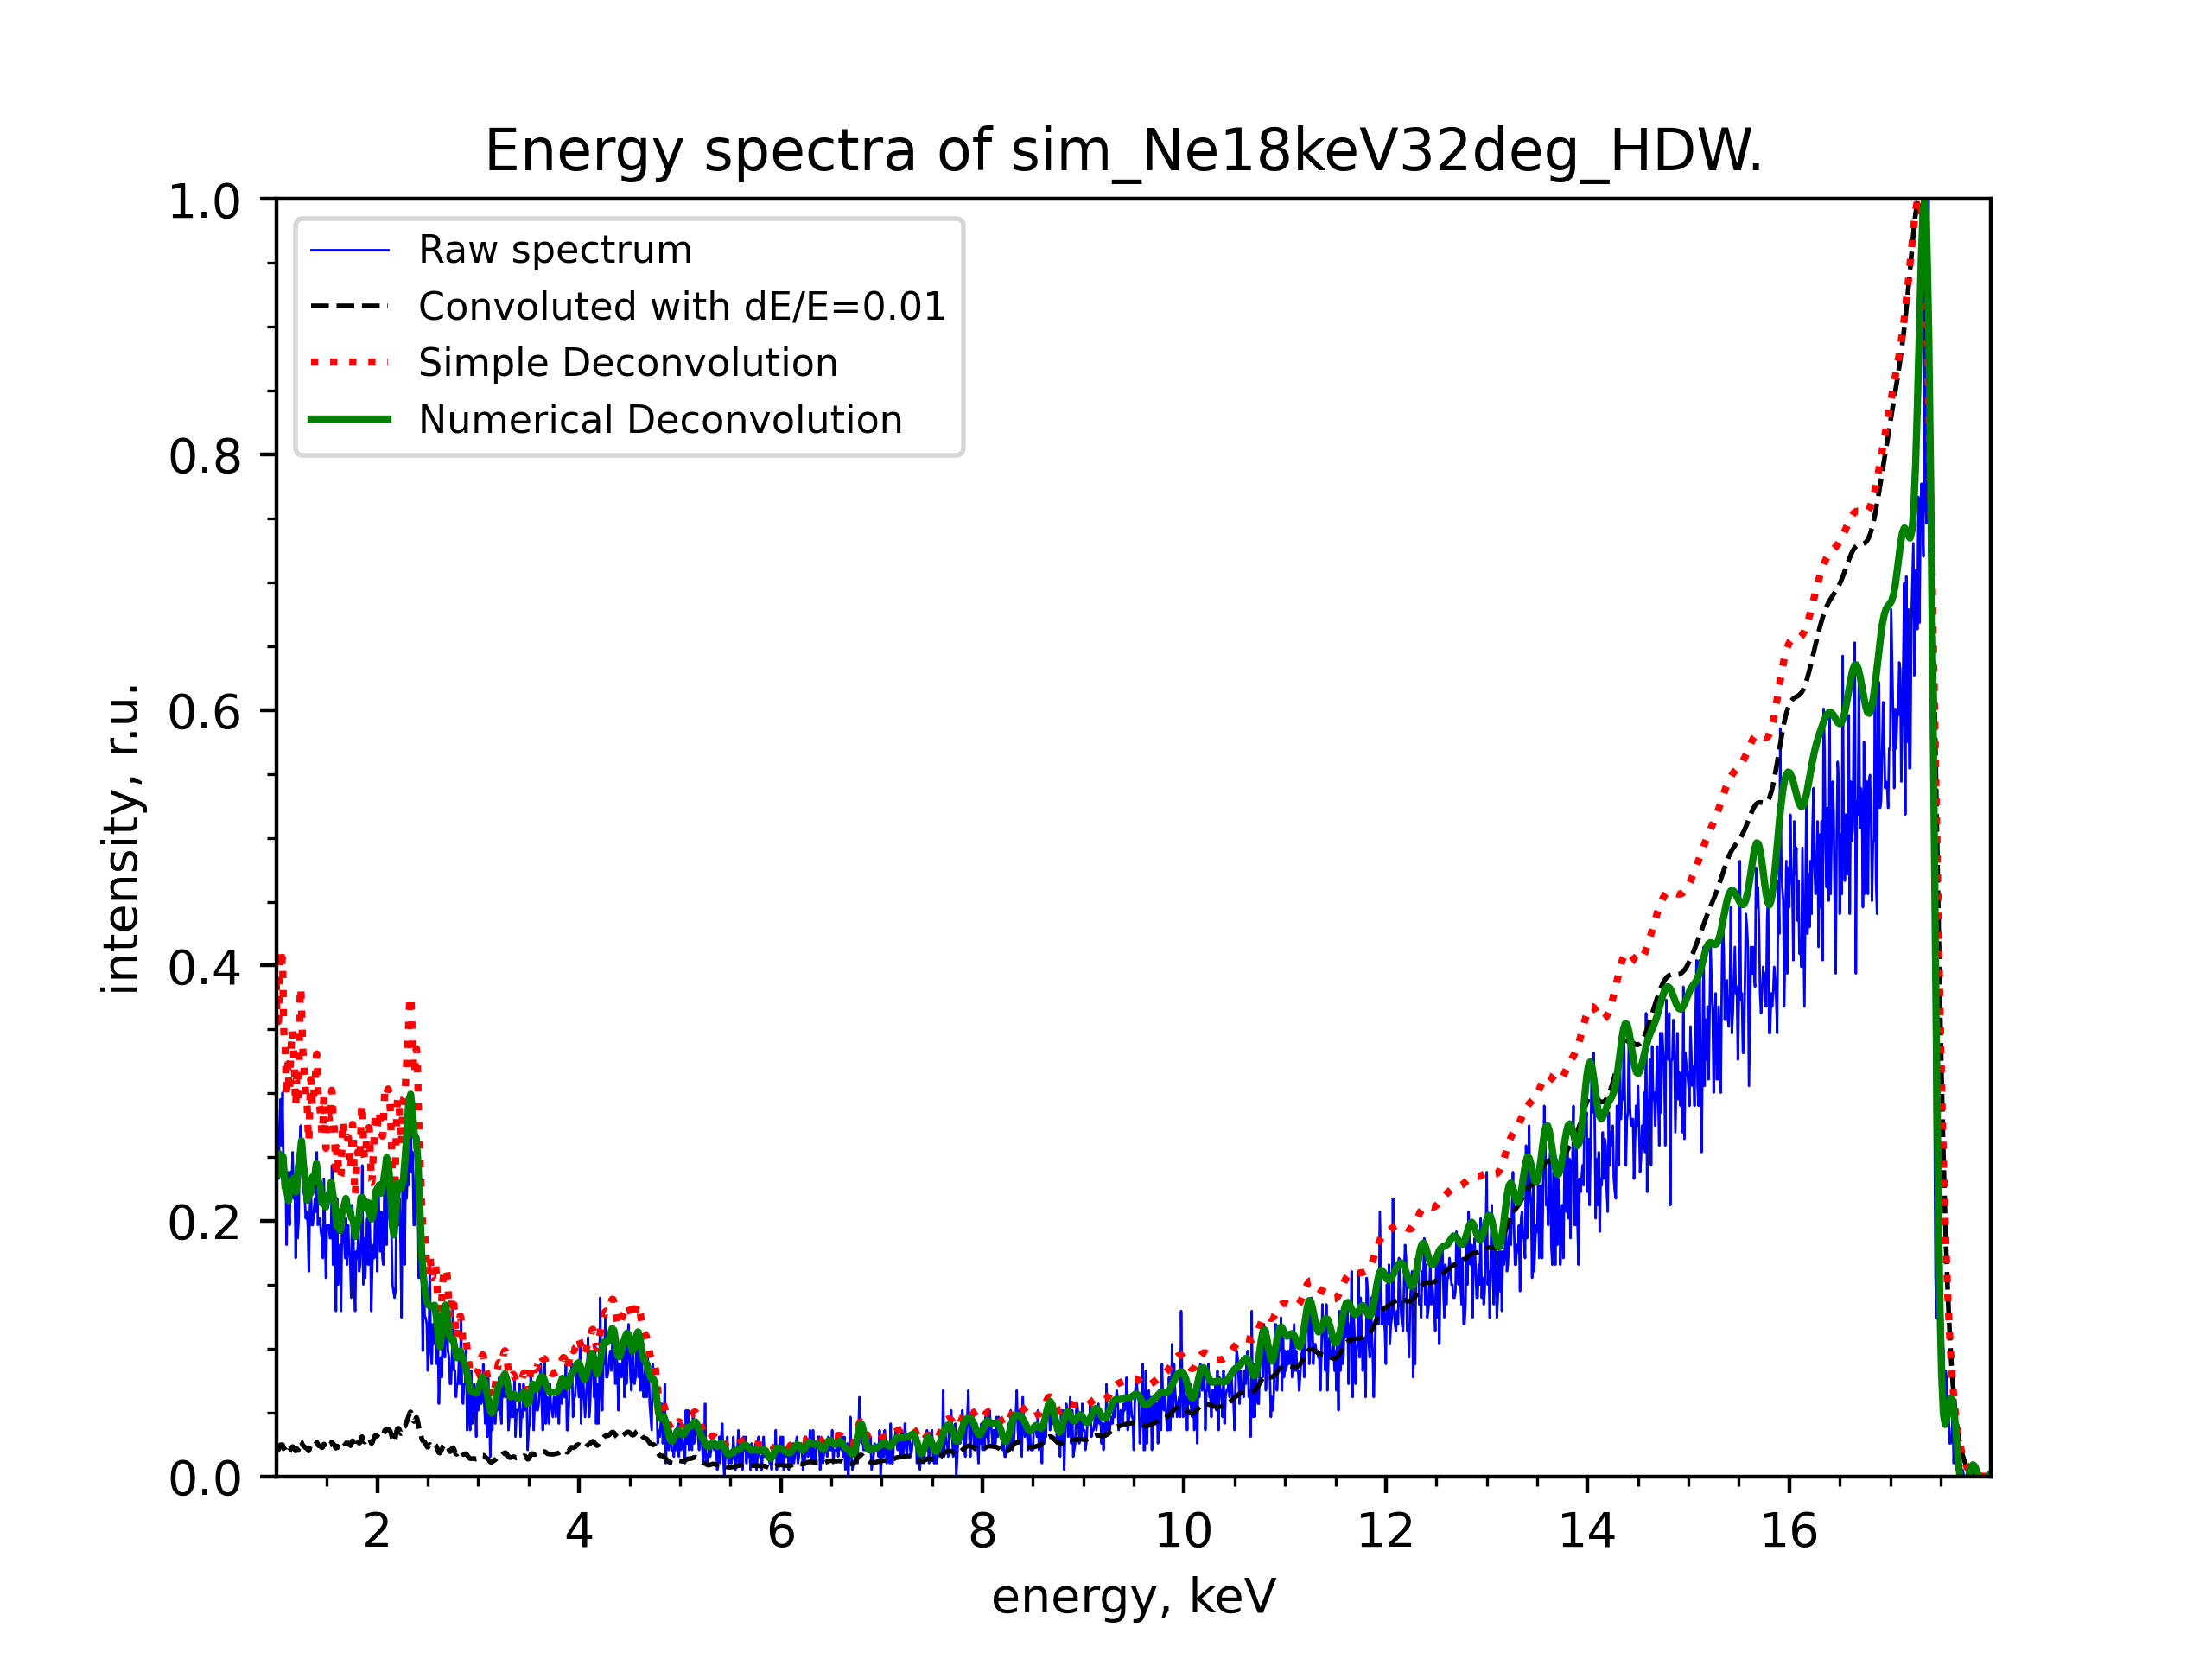 Energy spectra of sim_Ne18keV32deg_HDW.
1.0
0.8
0.6
0.4
0.2
0.0
intensity, r.u.
Raw spectrum
Convoluted with dE/E=0.01
Simple Deconvolution
Numerical Deconvolution
2 4 6 8 10 12 14 16
energy, keV